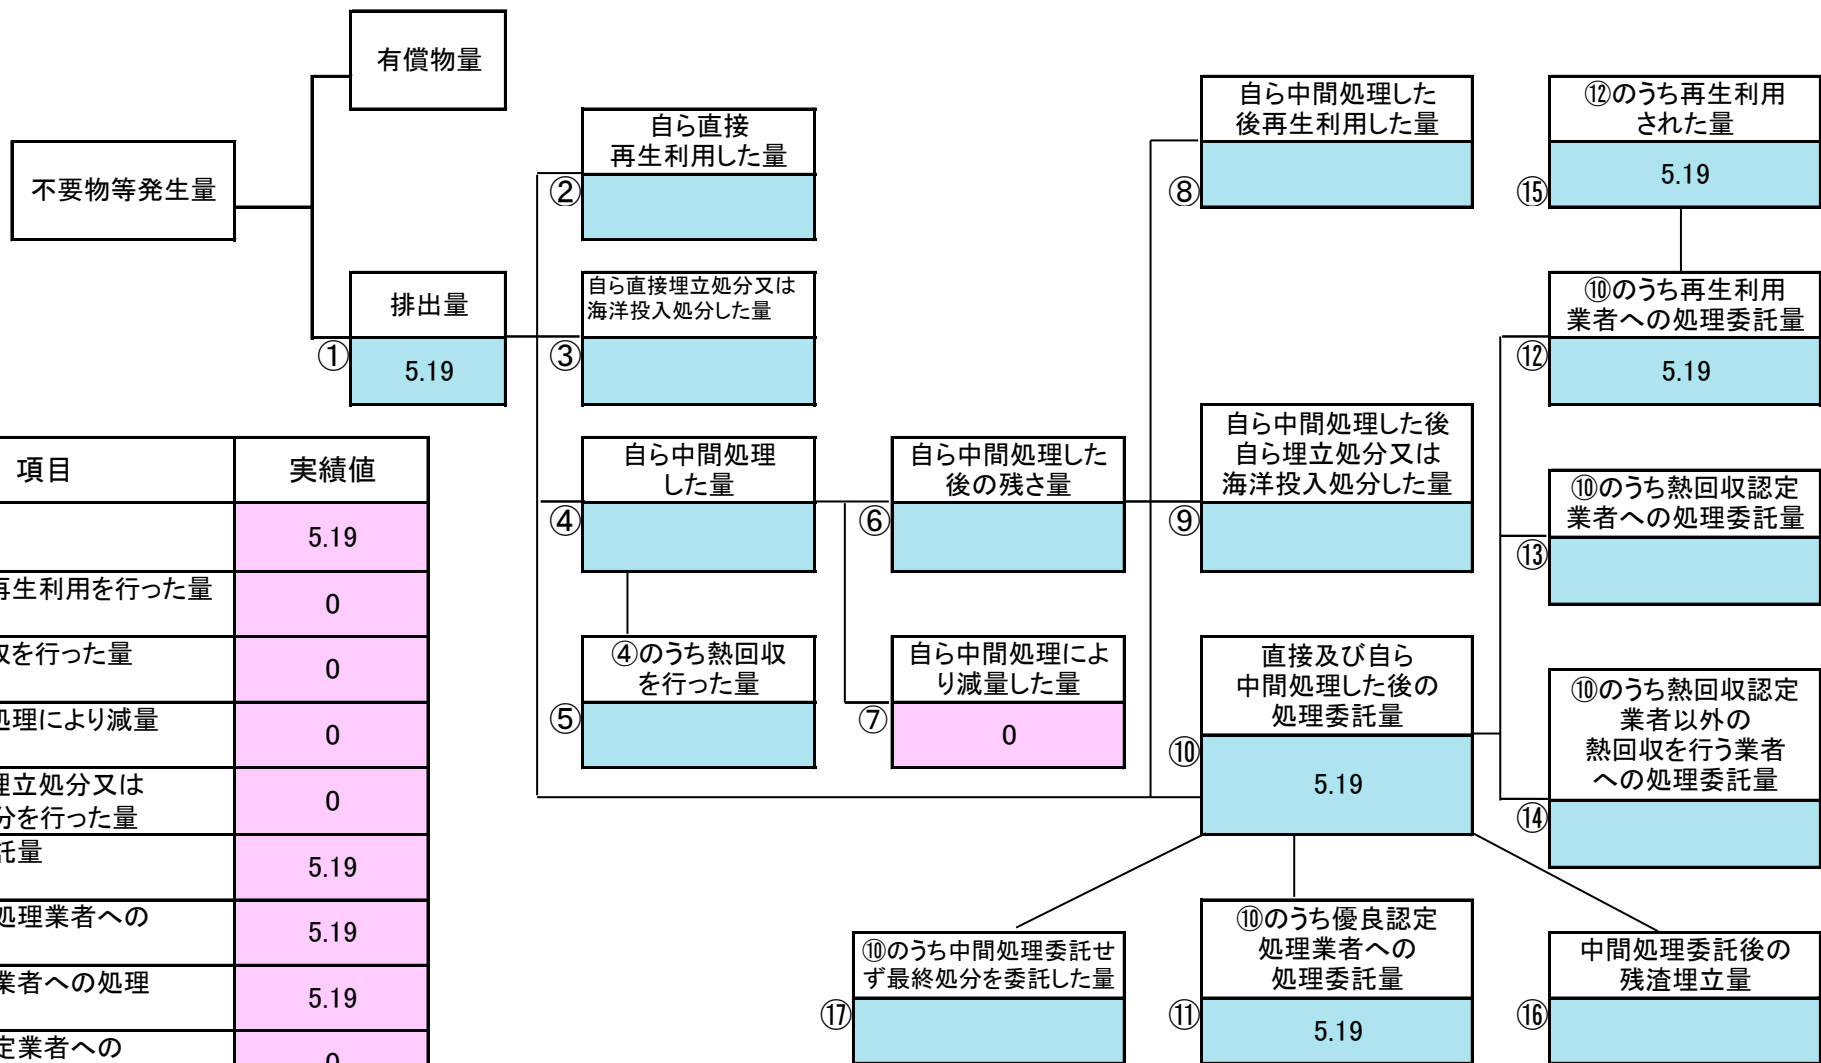 有償物量
不要物等発生量
排出量
①
5.19
自ら直接
再生利用した量
②
自ら直接埋立処分又は
海洋投入処分した量
③
自ら中間処理
した量
④
④のうち熱回収
を行った量
⑤
自ら中間処理した
後の残さ量
⑥
自ら中間処理によ
り減量した量
⑦
0
自ら中間処理した
後再生利用した量
⑧
自ら中間処理した後
自ら埋立処分又は
海洋投入処分した量
⑨
直接及び自ら
中間処理した後の
処理委託量
⑩
5.19
⑫のうち再生利用
された量
⑮
5.19
⑩のうち再生利用
業者への処理委託量
⑫
5.19
⑩のうち熱回収認定
業者への処理委託量
⑬
⑩のうち熱回収認定
業者以外の
熱回収を行う業者
への処理委託量
⑭
⑩のうち中間処理委託せ
ず最終処分を委託した量
⑰
⑩のうち優良認定
処理業者への
処理委託量
⑪
5.19
中間処理委託後の
残渣埋立量
⑯
項目 実績値
5.19
再生利用を行った量 0
を行った量 0
処理により減量 0
埋立処分又は
を行った量 0
託量 5.19
処理業者への 5.19
業者への処理 5.19
定業者への 0